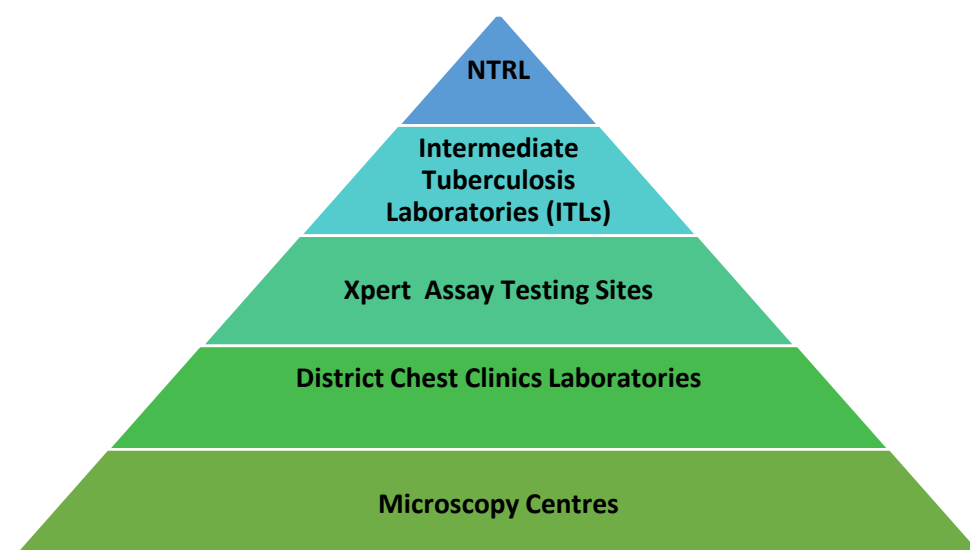 NTRL
Intermediate
Tuberculosis
Laboratories (ITLs)
Xpert Assay Testing Sites
District Chest Clinics Laboratories
Microscopy Centres